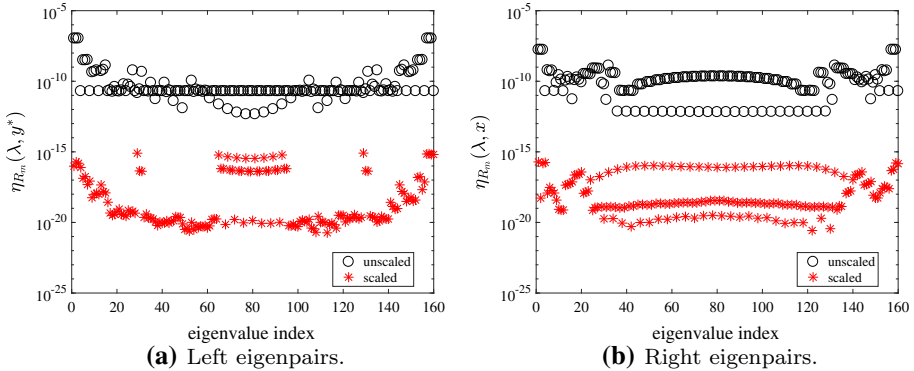 10^-5
10^-10
10^-15
10^-20
10^-25
η_{R_m}(λ, y*)
unscaled
scaled
0 20 40 60 80 100 120 140 160
eigenvalue index
(a) Left eigenpairs.
10^-5
10^-10
10^-15
10^-20
10^-25
η_{R_m}(λ, x)
unscaled
scaled
0 20 40 60 80 100 120 140 160
eigenvalue index
(b) Right eigenpairs.